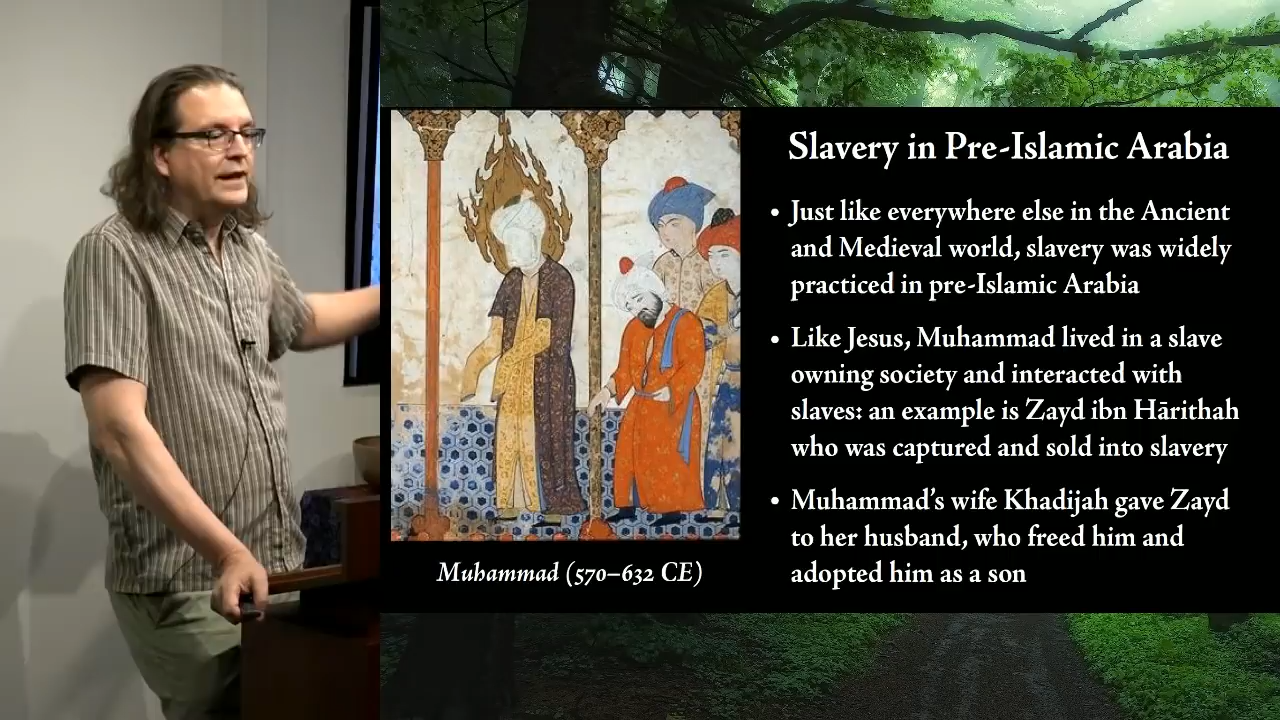 Slavery in Pre-Islamic Arabia
• Just like everywhere else in the Ancient
and Medieval world, slavery was widely
practiced in pre-Islamic Arabia
• Like Jesus, Muhammad lived in a slave
owning society and interacted with
slaves: an example is Zayd ibn Hārithah
who was captured and sold into slavery
• Muhammad’s wife Khadijah gave Zayd
to her husband, who freed him and
adopted him as a son
Muhammad (570–632 CE)